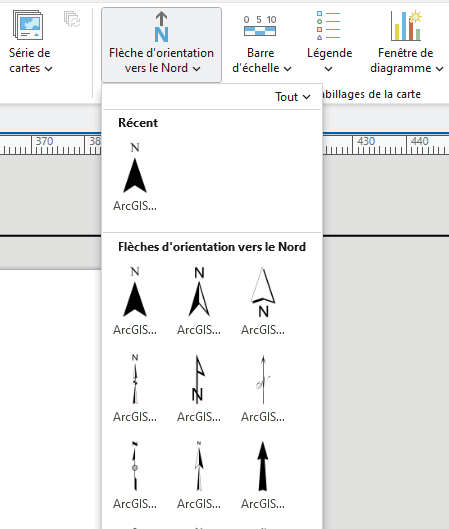 N
0 5 10
Série de cartes
Flèche d'orientation vers le Nord
Barre d'échelle
Légende
Fenêtre de diagramme
Tout
billages de la carte
370
38
430
440
Récent
N
ArcGIS...
Flèches d'orientation vers le Nord
N
N
N
ArcGIS...
ArcGIS...
ArcGIS...
N
N
N
ArcGIS...
ArcGIS...
ArcGIS...
N
N
ArcGIS...
ArcGIS...
ArcGIS...